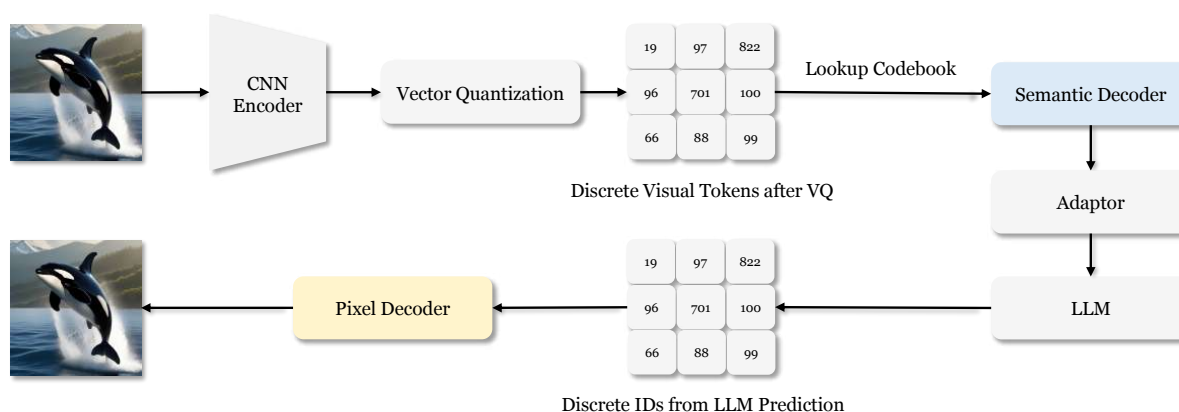 CNN
Encoder
Vector Quantization
19 97 822
96 701 100
66 88 99
Discrete Visual Tokens after VQ
Lookup Codebook
Semantic Decoder
Adaptor
LLM
19 97 822
96 701 100
66 88 99
Discrete IDs from LLM Prediction
Pixel Decoder